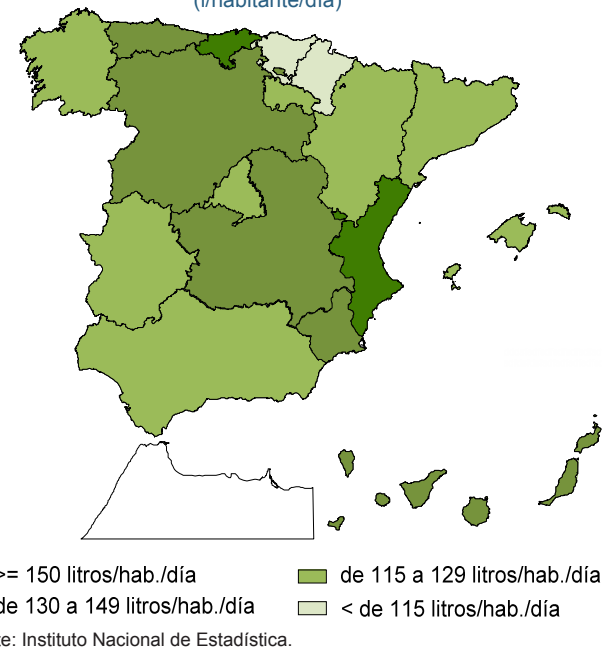 (l/habitante/día)
>= 150 litros/hab./día
de 115 a 129 litros/hab./día
de 130 a 149 litros/hab./día
< de 115 litros/hab./día
te: Instituto Nacional de Estadística.